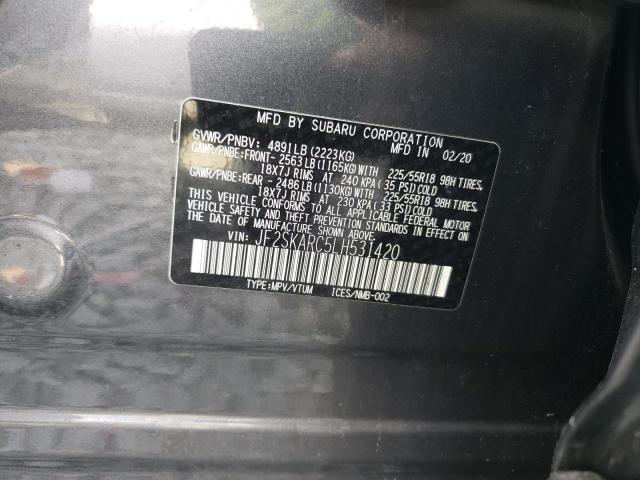 MFD BY SUBARU CORPORATION
GVWR/PNBV: 4891LB (2223KG) MFD IN 02/20
GAWR/PNBE:FRONT- 2563 LB(1165KG)WITH 225/55R18 98H TIRES,
18X7J RIMS AT 240 KPA(35 PSI)COLD
GAWR/PNBE:REAR - 2486LB(1130KG)WITH 225/55R18 98H TIRES,
18X7J RIMS AT 230 KPA(33 PSI)COLD
THIS VEHICLE CONFORMS TO ALL APPLICABLE FEDERAL MOTOR
VEHICLE SAFETY AND THEFT PREVENTION STANDARDS IN EFFECT ON
THE DATE OF MANUFACTURE SHOWN ABOVE.
VIN: JF2SKARC5LH531420
TYPE:MPV/VTUM ICES/NMB-002